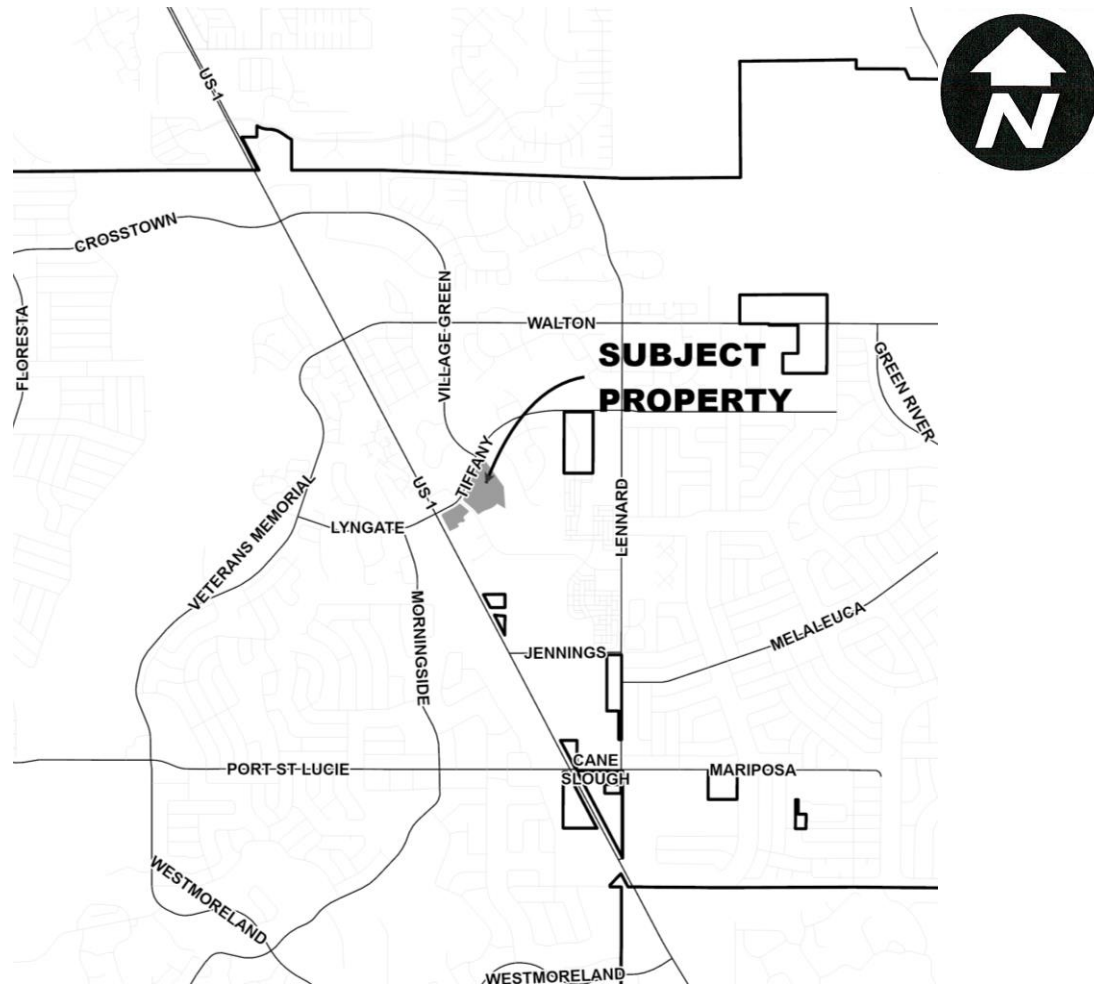 N
US-1
CROSSTOWN
FLORESTA
VILLAGE GREEN
WALTON
SUBJECT
PROPERTY
GREEN RIVER
TIFFANY
US-1
VETERANS MEMORIAL
LYNGATE
LENNARD
MORNINGSIDE
MELALEUCA
JENNINGS
PORT ST LUCIE
CANE
SLOUGH
MARIPOSA
WESTMORELAND
WESTMORELAND